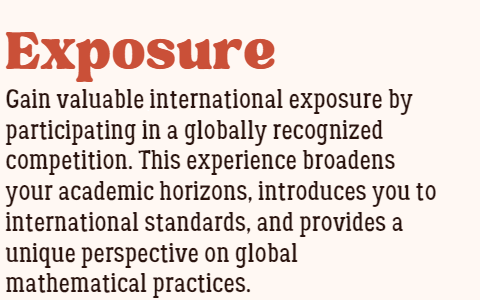 Exposure
Gain valuable international exposure by
participating in a globally recognized
competition. This experience broadens
your academic horizons, introduces you to
international standards, and provides a
unique perspective on global
mathematical practices.